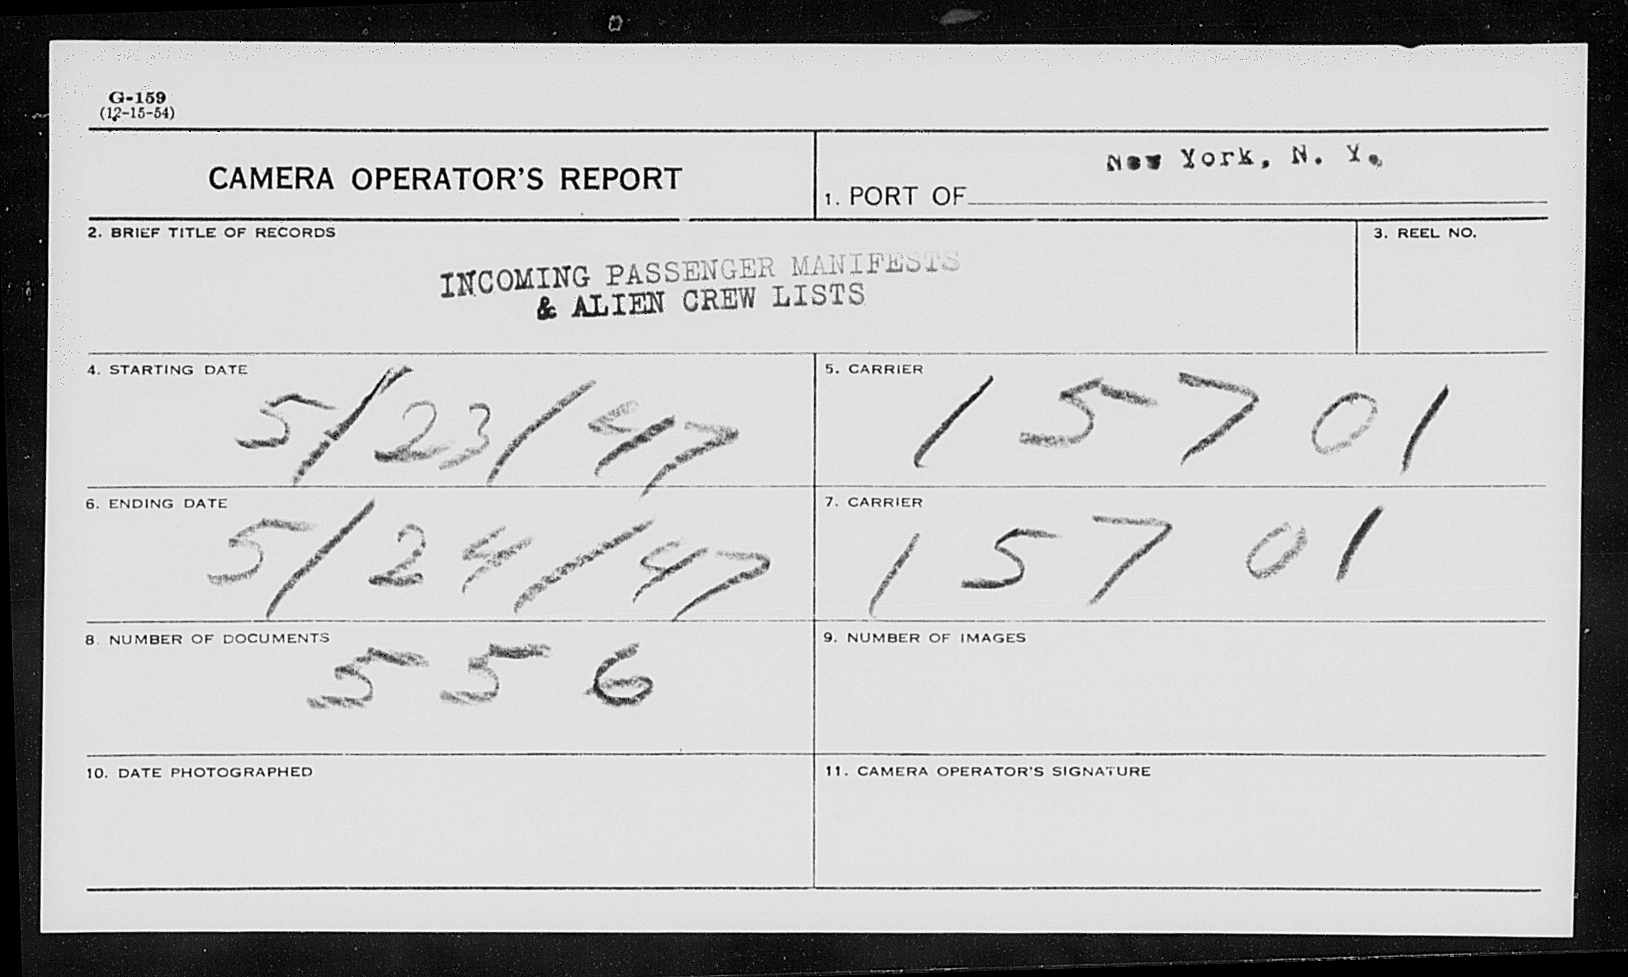 G-159
(12-15-54)
CAMERA OPERATOR'S REPORT
1. PORT OF New York, N. Y.
2. BRIEF TITLE OF RECORDS
INCOMING PASSENGER MANIFESTS
& ALIEN CREW LISTS
3. REEL NO.
4. STARTING DATE
5/23/47
5. CARRIER
15701
6. ENDING DATE
5/24/47
7. CARRIER
15701
8. NUMBER OF DOCUMENTS
556
9. NUMBER OF IMAGES
10. DATE PHOTOGRAPHED
11. CAMERA OPERATOR'S SIGNATURE